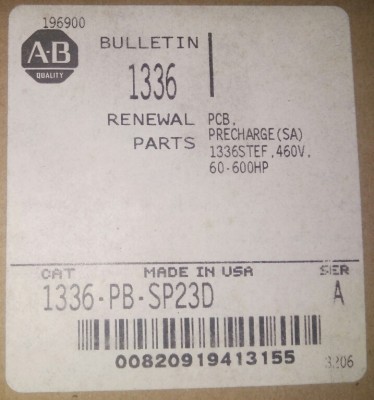 196900
A-B
QUALITY
BULLETIN
1336
RENEWAL
PARTS
PCB,
PRECHARGE(SA)
1336STEF,460V,
60-600HP
CAT MADE IN USA SER
1336-PB-SP23D A
00820919413155 3206